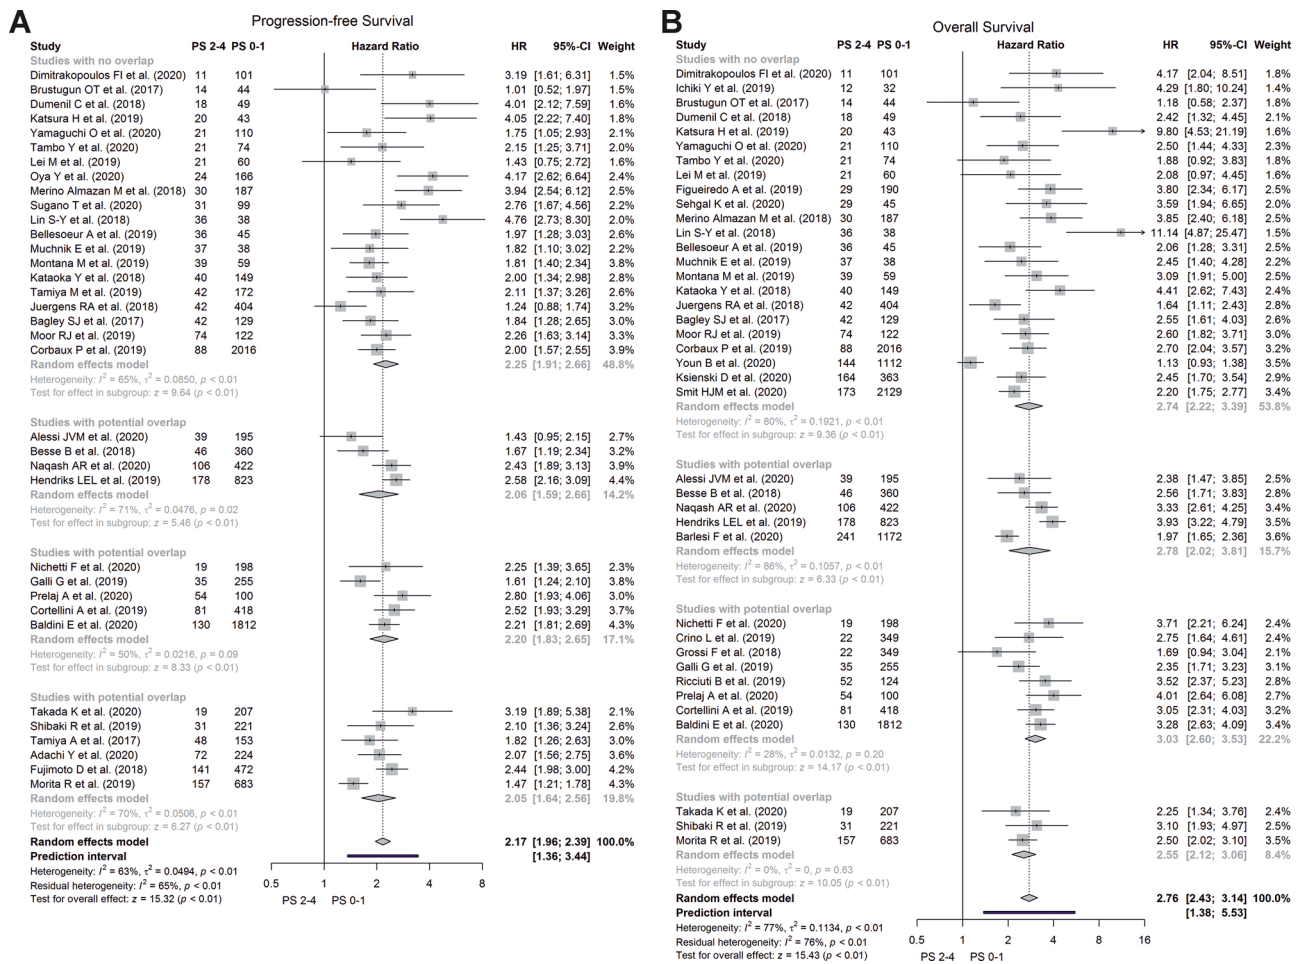 A
Progression-free Survival
Study PS 2-4 PS 0-1 Hazard Ratio HR 95%-CI Weight
Studies with no overlap
Dimitrakopoulos FI et al. (2020) 11 101 3.19 [1.61; 6.31] 1.5%
Brustugun OT et al. (2017) 14 44 1.01 [0.52; 1.97] 1.5%
Dumenil C et al. (2018) 18 49 4.01 [2.12; 7.59] 1.6%
Katsura H et al. (2019) 20 43 4.05 [2.22; 7.40] 1.8%
Yamaguchi O et al. (2020) 21 110 1.75 [1.05; 2.93] 2.1%
Tambo Y et al. (2020) 21 74 2.15 [1.25; 3.71] 2.0%
Lei M et al. (2019) 21 60 1.43 [0.75; 2.72] 1.6%
Oya Y et al. (2020) 24 166 4.17 [2.62; 6.64] 2.4%
Merino Almazan M et al. (2018) 30 187 3.94 [2.54; 6.12] 2.5%
Sugano T et al. (2020) 31 99 2.76 [1.67; 4.56] 2.2%
Lin S-Y et al. (2018) 36 38 4.76 [2.73; 8.30] 2.0%
Bellesoeur A et al. (2019) 36 45 1.97 [1.28; 3.03] 2.5%
Muchnik E et al. (2019) 37 38 1.82 [1.10; 3.02] 2.2%
Montana M et al. (2019) 39 59 1.81 [1.40; 2.34] 3.8%
Kataoka Y et al. (2018) 40 149 2.00 [1.34; 2.98] 2.8%
Tamiya M et al. (2019) 42 172 2.11 [1.37; 3.26] 2.5%
Juergens RA et al. (2018) 42 404 1.24 [0.88; 1.74] 3.2%
Bagley SJ et al. (2017) 42 129 1.84 [1.28; 2.65] 3.0%
Moor RJ et al. (2019) 74 122 2.26 [1.63; 3.14] 3.3%
Corbaux P et al. (2019) 88 2016 2.00 [1.57; 2.55] 3.9%
Random effects model 2.25 [1.91; 2.66] 48.8%
Heterogeneity: I² = 65%, τ² = 0.0850, p < 0.01
Test for effect in subgroup: z = 9.64 (p < 0.01)
Studies with potential overlap
Alessi JVM et al. (2020) 39 195 1.43 [0.95; 2.15] 2.7%
Besse B et al. (2018) 46 360 1.67 [1.19; 2.34] 3.2%
Naqash AR et al. (2020) 106 422 2.43 [1.89; 3.13] 3.9%
Hendriks LEL et al. (2019) 178 823 2.58 [2.16; 3.09] 4.4%
Random effects model 2.06 [1.59; 2.66] 14.2%
Heterogeneity: I² = 71%, τ² = 0.0476, p = 0.02
Test for effect in subgroup: z = 5.46 (p < 0.01)
Studies with potential overlap
Nichetti F et al. (2020) 19 198 2.25 [1.39; 3.65] 2.3%
Galli G et al. (2019) 35 255 1.61 [1.24; 2.10] 3.8%
Prelaj A et al. (2020) 54 100 2.80 [1.93; 4.06] 3.0%
Cortellini A et al. (2019) 81 418 2.52 [1.93; 3.29] 3.7%
Baldini E et al. (2020) 130 1812 2.21 [1.81; 2.69] 4.3%
Random effects model 2.20 [1.83; 2.65] 17.1%
Heterogeneity: I² = 50%, τ² = 0.0216, p = 0.09
Test for effect in subgroup: z = 8.33 (p < 0.01)
Studies with potential overlap
Takada K et al. (2020) 19 207 3.19 [1.89; 5.38] 2.1%
Shibaki R et al. (2019) 31 221 2.10 [1.36; 3.24] 2.6%
Tamiya A et al. (2017) 48 153 1.82 [1.26; 2.63] 3.0%
Adachi Y et al. (2020) 72 224 2.07 [1.56; 2.75] 3.6%
Fujimoto D et al. (2018) 141 472 2.44 [1.98; 3.00] 4.2%
Morita R et al. (2019) 157 683 1.47 [1.21; 1.78] 4.3%
Random effects model 2.05 [1.64; 2.56] 19.8%
Heterogeneity: I² = 70%, τ² = 0.0506, p < 0.01
Test for effect in subgroup: z = 6.27 (p < 0.01)
Random effects model 2.17 [1.96; 2.39] 100.0%
Prediction interval [1.36; 3.44]
Heterogeneity: I² = 63%, τ² = 0.0494, p < 0.01
Residual heterogeneity: I² = 65%, p < 0.01
Test for overall effect: z = 15.32 (p < 0.01)
0.5 1 2 4 8
PS 2-4 PS 0-1
B
Overall Survival
Study PS 2-4 PS 0-1 Hazard Ratio HR 95%-CI Weight
Studies with no overlap
Dimitrakopoulos FI et al. (2020) 11 101 4.17 [2.04; 8.51] 1.8%
Ichiki Y et al. (2019) 12 32 4.29 [1.80; 10.24] 1.4%
Brustugun OT et al. (2017) 14 44 1.18 [0.58; 2.37] 1.8%
Dumenil C et al. (2018) 18 49 2.42 [1.32; 4.45] 2.1%
Katsura H et al. (2019) 20 43 9.80 [4.53; 21.19] 1.6%
Yamaguchi O et al. (2020) 21 110 2.50 [1.44; 4.33] 2.2%
Tambo Y et al. (2020) 21 74 1.88 [0.92; 3.83] 1.8%
Lei M et al. (2019) 21 60 2.08 [0.97; 4.45] 1.7%
Figueiredo A et al. (2019) 29 190 3.80 [2.34; 6.17] 2.5%
Sehgal K et al. (2020) 29 45 3.59 [1.94; 6.65] 2.0%
Merino Almazan M et al. (2018) 30 187 3.85 [2.40; 6.18] 2.5%
Lin S-Y et al. (2018) 36 38 11.14 [4.87; 25.47] 1.5%
Bellesoeur A et al. (2019) 36 45 2.06 [1.28; 3.31] 2.5%
Muchnik E et al. (2019) 37 38 2.45 [1.40; 4.28] 2.2%
Montana M et al. (2019) 39 59 3.09 [1.91; 5.00] 2.5%
Kataoka Y et al. (2018) 40 149 4.41 [2.62; 7.43] 2.4%
Juergens RA et al. (2018) 42 404 1.64 [1.11; 2.43] 2.8%
Bagley SJ et al. (2017) 42 129 2.55 [1.61; 4.03] 2.6%
Moor RJ et al. (2019) 74 122 2.60 [1.82; 3.71] 2.9%
Corbaux P et al. (2019) 88 2016 2.70 [2.04; 3.57] 3.2%
Youn B et al. (2020) 144 1112 1.13 [0.93; 1.38] 3.5%
Ksienski D et al. (2020) 164 363 2.45 [1.70; 3.54] 2.9%
Smit HJM et al. (2020) 173 2129 2.20 [1.75; 2.77] 3.4%
Random effects model 2.74 [2.22; 3.39] 53.8%
Heterogeneity: I² = 80%, τ² = 0.1921, p < 0.01
Test for effect in subgroup: z = 9.36 (p < 0.01)
Studies with potential overlap
Alessi JVM et al. (2020) 39 195 2.38 [1.47; 3.85] 2.5%
Besse B et al. (2018) 46 360 2.56 [1.71; 3.83] 2.8%
Naqash AR et al. (2020) 106 422 3.33 [2.61; 4.25] 3.3%
Hendriks LEL et al. (2019) 178 823 3.93 [3.22; 4.79] 3.5%
Barlesi F et al. (2020) 241 1172 1.97 [1.65; 2.36] 3.6%
Random effects model 2.78 [2.02; 3.81] 15.7%
Heterogeneity: I² = 86%, τ² = 0.1057, p < 0.01
Test for effect in subgroup: z = 6.33 (p < 0.01)
Studies with potential overlap
Nichetti F et al. (2020) 19 198 3.71 [2.21; 6.24] 2.4%
Crino L et al. (2019) 22 349 2.75 [1.64; 4.61] 2.4%
Grossi F et al. (2018) 22 349 1.69 [0.94; 3.04] 2.1%
Galli G et al. (2019) 35 255 2.35 [1.71; 3.23] 3.1%
Ricciuti B et al. (2019) 52 124 3.52 [2.37; 5.23] 2.8%
Prelaj A et al. (2020) 54 100 4.01 [2.64; 6.08] 2.7%
Cortellini A et al. (2019) 81 418 3.05 [2.31; 4.03] 3.2%
Baldini E et al. (2020) 130 1812 3.28 [2.63; 4.09] 3.4%
Random effects model 3.03 [2.60; 3.53] 22.2%
Heterogeneity: I² = 28%, τ² = 0.0132, p = 0.20
Test for effect in subgroup: z = 14.17 (p < 0.01)
Studies with potential overlap
Takada K et al. (2020) 19 207 2.25 [1.34; 3.76] 2.4%
Shibaki R et al. (2019) 31 221 3.10 [1.93; 4.97] 2.5%
Morita R et al. (2019) 157 683 2.50 [2.02; 3.10] 3.4%
Random effects model 2.55 [2.12; 3.06] 8.4%
Heterogeneity: I² = 0%, τ² = 0, p = 0.63
Test for effect in subgroup: z = 10.05 (p < 0.01)
Random effects model 2.76 [2.43; 3.14] 100.0%
Prediction interval [1.38; 5.53]
Heterogeneity: I² = 77%, τ² = 0.1134, p < 0.01
Residual heterogeneity: I² = 76%, p < 0.01
Test for overall effect: z = 15.43 (p < 0.01)
0.5 1 2 4 8 16
PS 2-4 PS 0-1